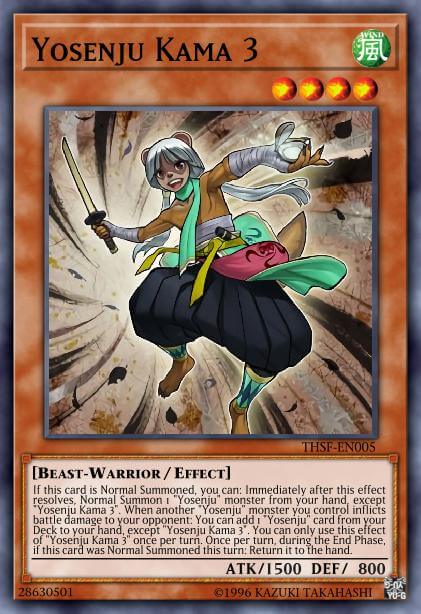 Yosenju Kama 3
WIND
風
THSF-EN005
[Beast-Warrior / Effect]
If this card is Normal Summoned, you can: Immediately after this effect
resolves, Normal Summon 1 "Yosenju" monster from your hand, except
"Yosenju Kama 3". When another "Yosenju" monster you control inflicts
battle damage to your opponent: You can add 1 "Yosenju" card from your
Deck to your hand, except "Yosenju Kama 3". You can only use this effect
of "Yosenju Kama 3" once per turn. Once per turn, during the End Phase,
if this card was Normal Summoned this turn: Return it to the hand.
ATK/1500 DEF/ 800
28630501
©1996 KAZUKI TAKAHASHI